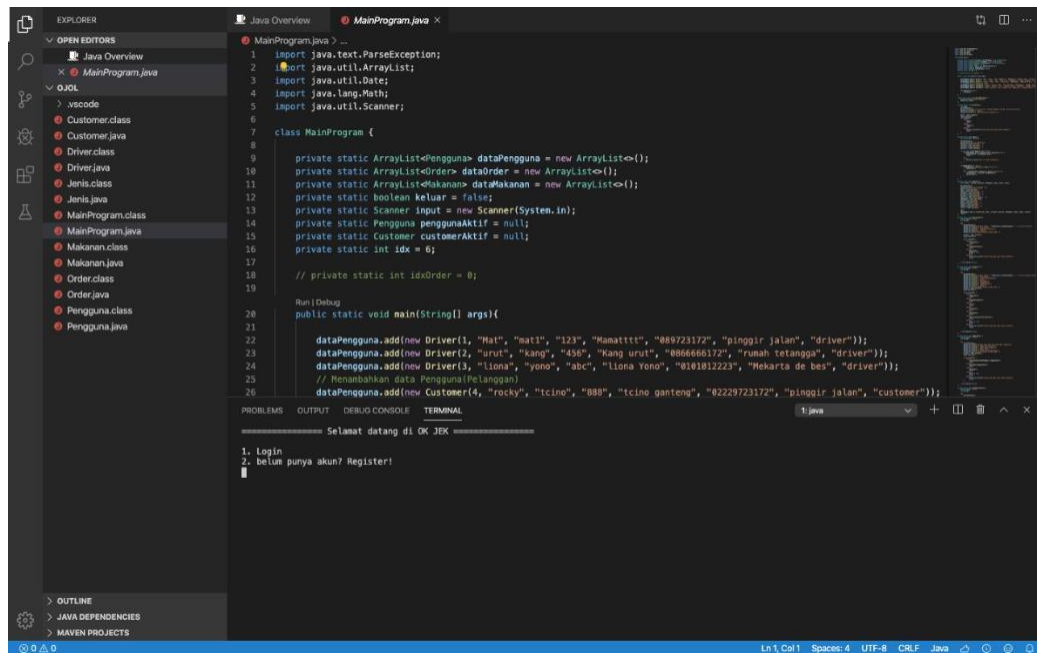 EXPLORER
OPEN EDITORS
Java Overview
MainProgram.java
OJOL
.vscode
Customer.class
Customer.java
Driver.class
Driver.java
Jenis.class
Jenis.java
MainProgram.class
MainProgram.java
Makanan.class
Makanan.java
Order.class
Order.java
Pengguna.class
Pengguna.java
OUTLINE
JAVA DEPENDENCIES
MAVEN PROJECTS
Java Overview MainProgram.java ×
MainProgram.java > ...
1 import java.text.ParseException;
2 import java.util.ArrayList;
3 import java.util.Date;
4 import java.lang.Math;
5 import java.util.Scanner;
6
7 class MainProgram {
8
9 private static ArrayList<Pengguna> dataPengguna = new ArrayList<>();
10 private static ArrayList<Order> dataOrder = new ArrayList<>();
11 private static ArrayList<Makanan> dataMakanan = new ArrayList<>();
12 private static boolean keluar = false;
13 private static Scanner input = new Scanner(System.in);
14 private static Pengguna penggunaAktif = null;
15 private static Customer customerAktif = null;
16 private static int idx = 6;
17
18 // private static int idxOrder = 0;
19
Run | Debug
20 public static void main(String[] args){
21
22 dataPengguna.add(new Driver(1, "Mat", "mat1", "123", "Mamatttt", "089723172", "pinggir jalan", "driver"));
23 dataPengguna.add(new Driver(2, "urut", "kang", "456", "Kang urut", "0866666172", "rumah tetangga", "driver"));
24 dataPengguna.add(new Driver(3, "liona", "yono", "abc", "liona Yono", "0101012223", "Mekarta de bes", "driver"));
25 // Menambahkan data Pengguna(Pelanggan)
26 dataPengguna.add(new Customer(4, "rocky", "tcino", "888", "tcino ganteng", "02229723172", "pinggir jalan", "customer"));
PROBLEMS OUTPUT DEBUG CONSOLE TERMINAL 1: java
================ Selamat datang di OK JEK ================
1. Login
2. belum punya akun? Register!
0 0 Ln 1, Col 1 Spaces: 4 UTF-8 CRLF Java